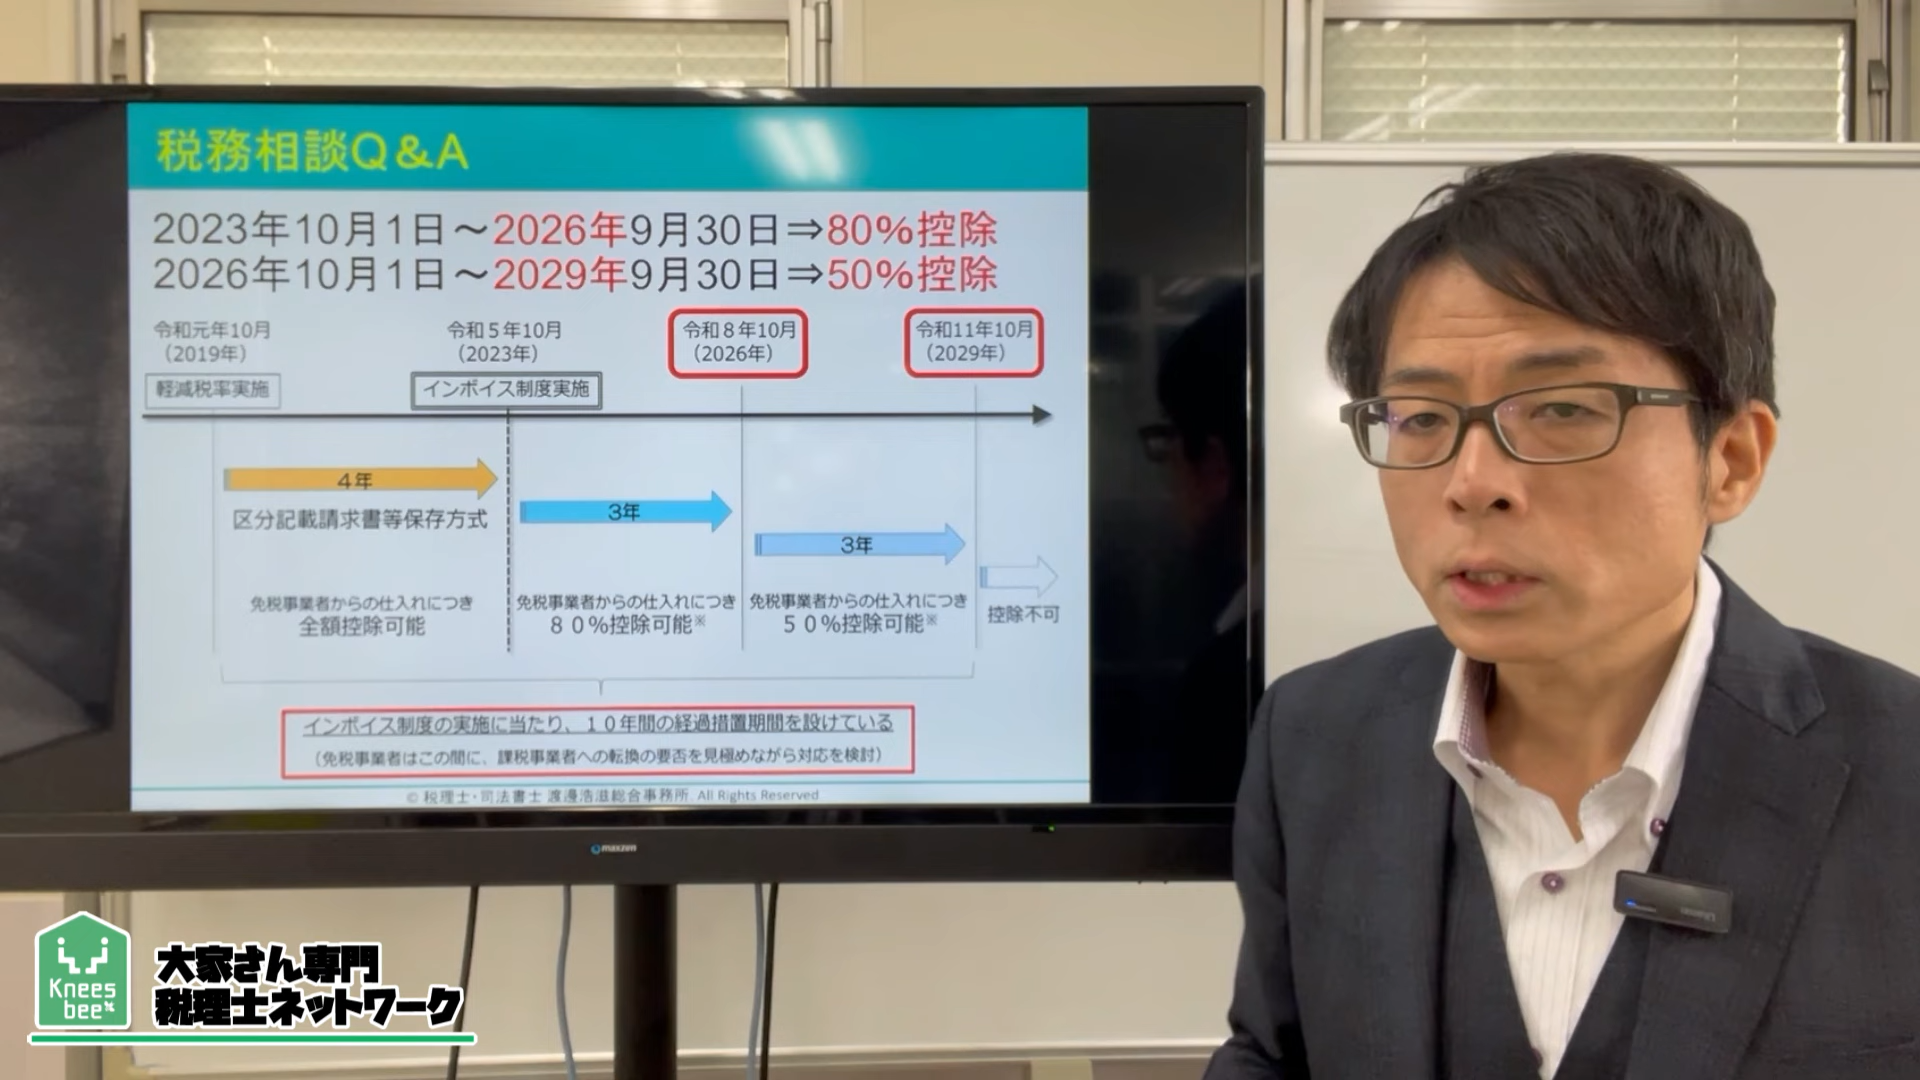 税務相談Q&A
2023年10月1日～2026年9月30日⇒80%控除
2026年10月1日～2029年9月30日⇒50%控除
令和元年10月
（2019年）
令和５年10月
（2023年）
令和８年10月
（2026年）
令和11年10月
（2029年）
軽減税率実施
インボイス制度実施
４年
区分記載請求書等保存方式
3年
3年
免税事業者からの仕入れにつき
全額控除可能
免税事業者からの仕入れにつき
８０%控除可能※
免税事業者からの仕入れにつき
５０%控除可能※
控除不可
インボイス制度の実施に当たり、１０年間の経過措置期間を設けている
（免税事業者はこの間に、課税事業者への転換の要否を見極めながら対応を検討）
© 税理士・司法書士 渡邊浩滋総合事務所. All Rights Reserved
maxzen
Knees
bee
大家さん専門
税理士ネットワーク